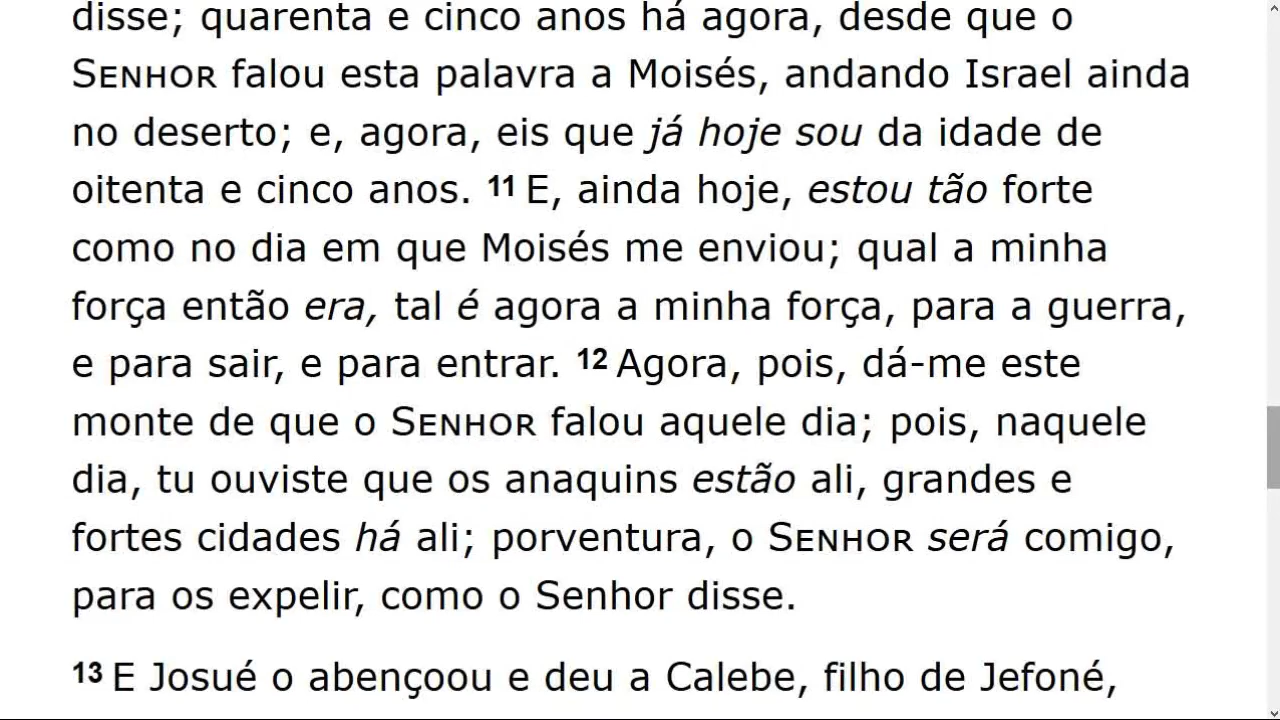 disse; quarenta e cinco anos há agora, desde que o
SENHOR falou esta palavra a Moisés, andando Israel ainda
no deserto; e, agora, eis que já hoje sou da idade de
oitenta e cinco anos. 11 E, ainda hoje, estou tão forte
como no dia em que Moisés me enviou; qual a minha
força então era, tal é agora a minha força, para a guerra,
e para sair, e para entrar. 12 Agora, pois, dá-me este
monte de que o SENHOR falou aquele dia; pois, naquele
dia, tu ouviste que os anaquins estão ali, grandes e
fortes cidades há ali; porventura, o SENHOR será comigo,
para os expelir, como o Senhor disse.
13 E Josué o abençoou e deu a Calebe, filho de Jefoné,